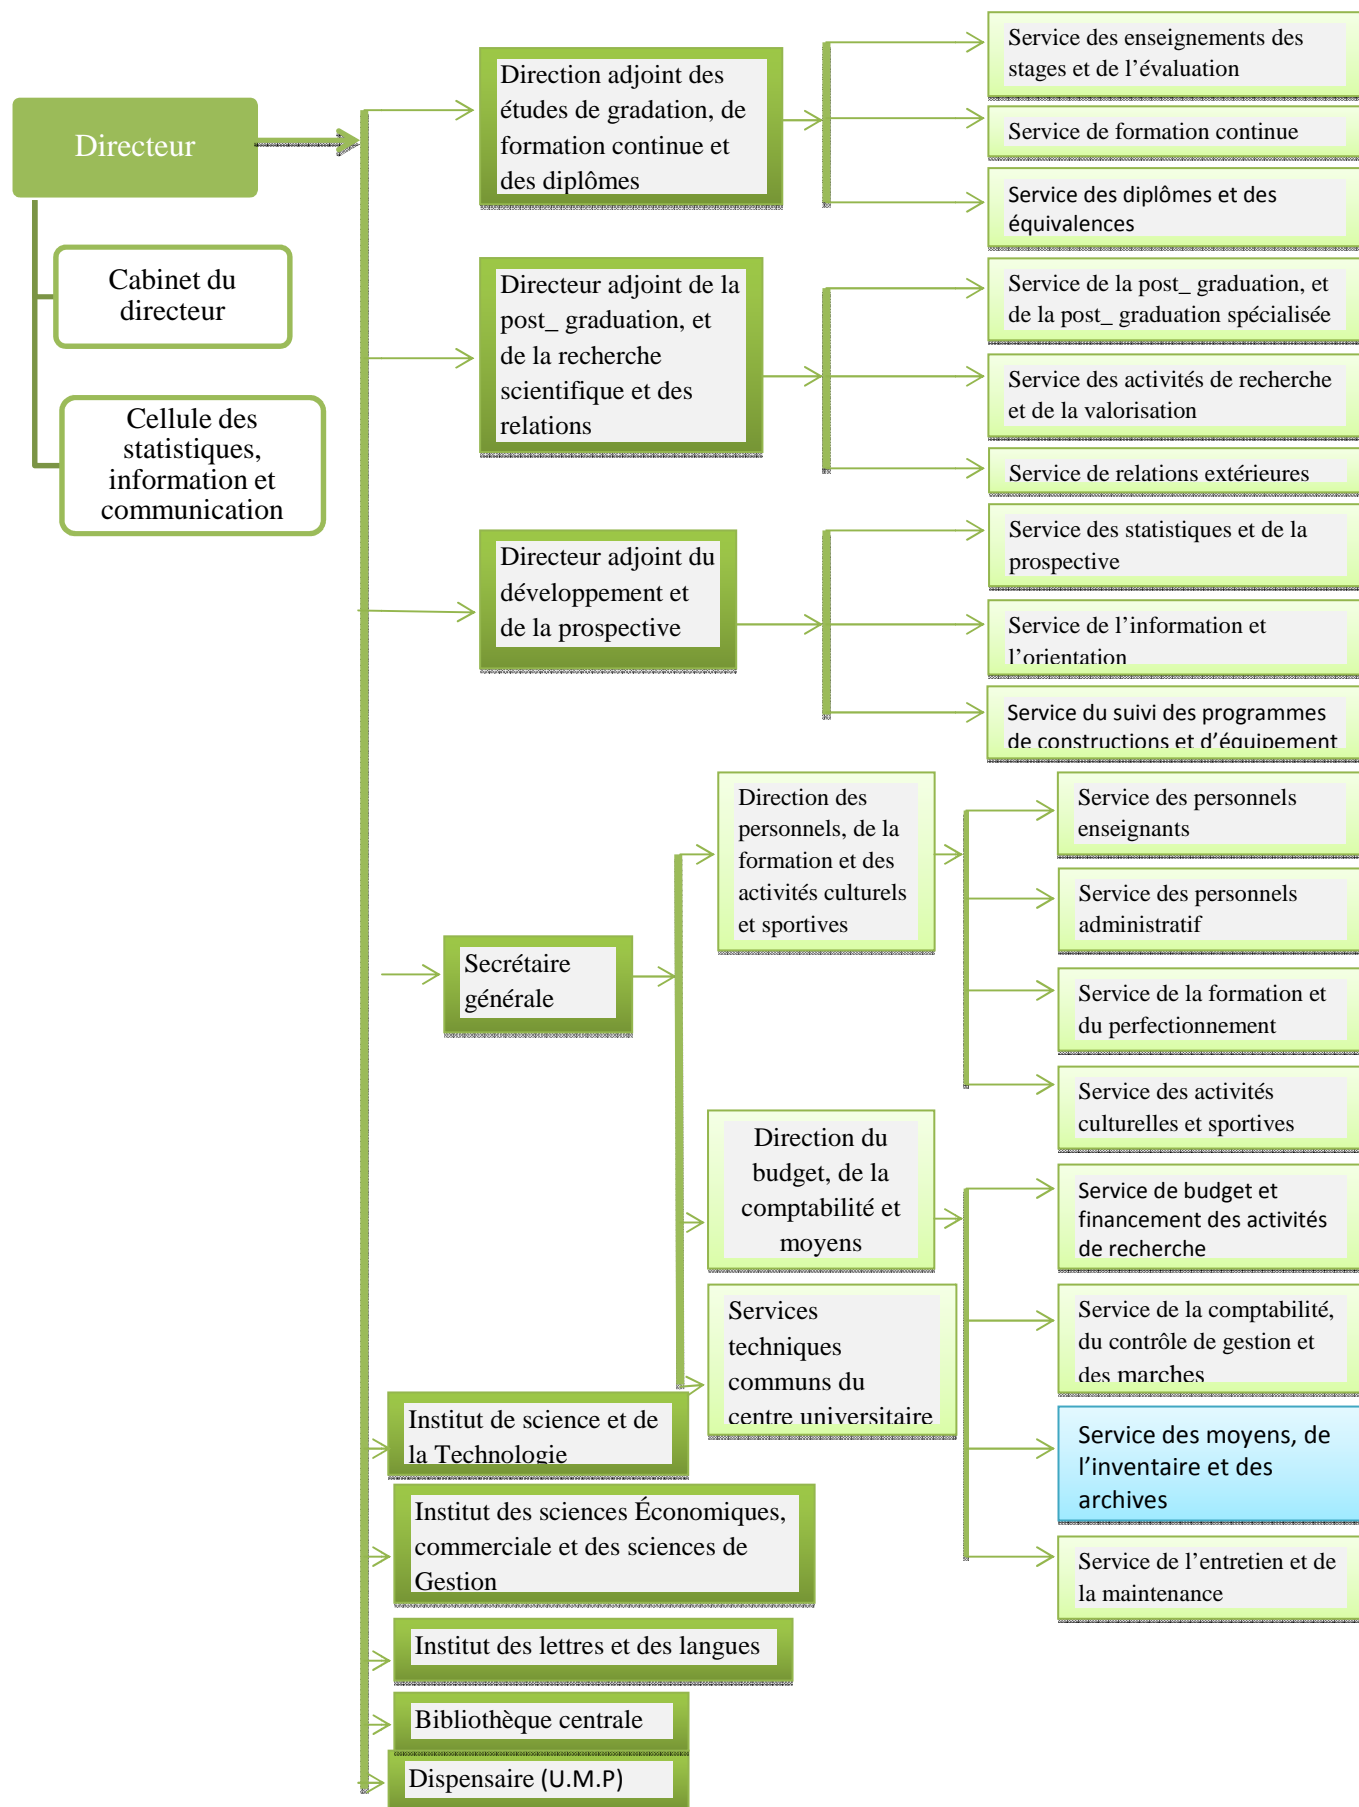 Directeur
Cabinet du
directeur
Cellule des
statistiques,
information et
communication
Direction adjoint des
études de gradation, de
formation continue et
des diplômes
Service des enseignements des
stages et de l’évaluation
Service de formation continue
Service des diplômes et des
équivalences
Directeur adjoint de la
post_ graduation, et
de la recherche
scientifique et des
relations
Service de la post_ graduation, et
de la post_ graduation spécialisée
Service des activités de recherche
et de la valorisation
Service de relations extérieures
Directeur adjoint du
développement et
de la prospective
Service des statistiques et de la
prospective
Service de l’information et
l’orientation
Service du suivi des programmes
de constructions et d’équipement
Secrétaire
générale
Direction des
personnels, de la
formation et des
activités culturels
et sportives
Service des personnels
enseignants
Service des personnels
administratif
Service de la formation et
du perfectionnement
Service des activités
culturelles et sportives
Direction du
budget, de la
comptabilité et
moyens
Service de budget et
financement des activités
de recherche
Service de la comptabilité,
du contrôle de gestion et
des marches
Service des moyens, de
l’inventaire et des
archives
Service de l’entretien et de
la maintenance
Services
techniques
communs du
centre universitaire
Institut de science et de
la Technologie
Institut des sciences Économiques,
commerciale et des sciences de
Gestion
Institut des lettres et des langues
Bibliothèque centrale
Dispensaire (U.M.P)